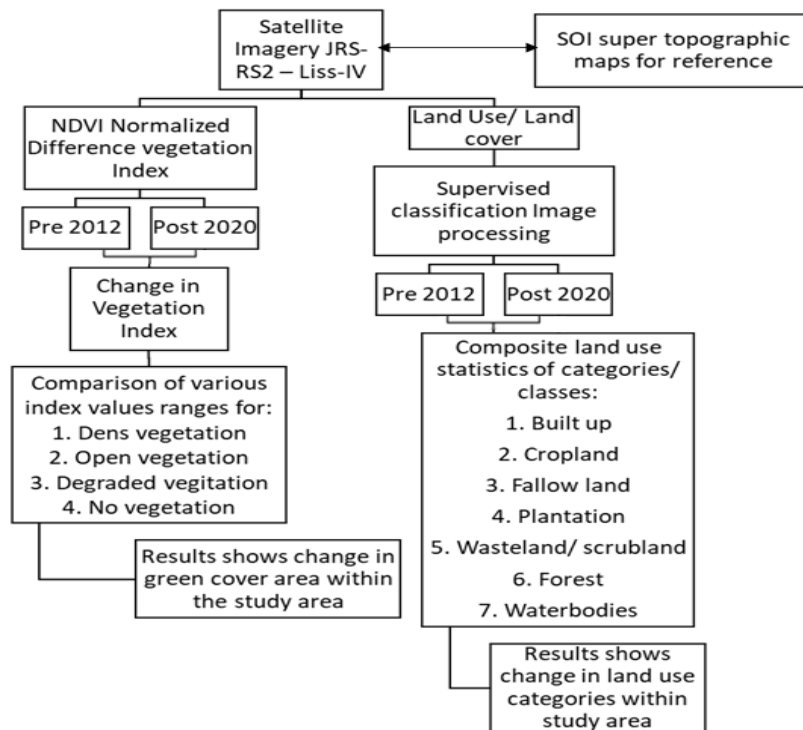 Satellite
Imagery JRS-
RS2 – Liss-IV
SOI super topographic
maps for reference
NDVI Normalized
Difference vegetation
Index
Pre 2012
Post 2020
Change in
Vegetation
Index
Comparison of various
index values ranges for:
1. Dens vegetation
2. Open vegetation
3. Degraded vegitation
4. No vegetation
Results shows change in
green cover area within
the study area
Land Use/ Land
cover
Supervised
classification Image
processing
Pre 2012
Post 2020
Composite land use
statistics of categories/
classes:
1. Built up
2. Cropland
3. Fallow land
4. Plantation
5. Wasteland/ scrubland
6. Forest
7. Waterbodies
Results shows
change in land use
categories within
study area